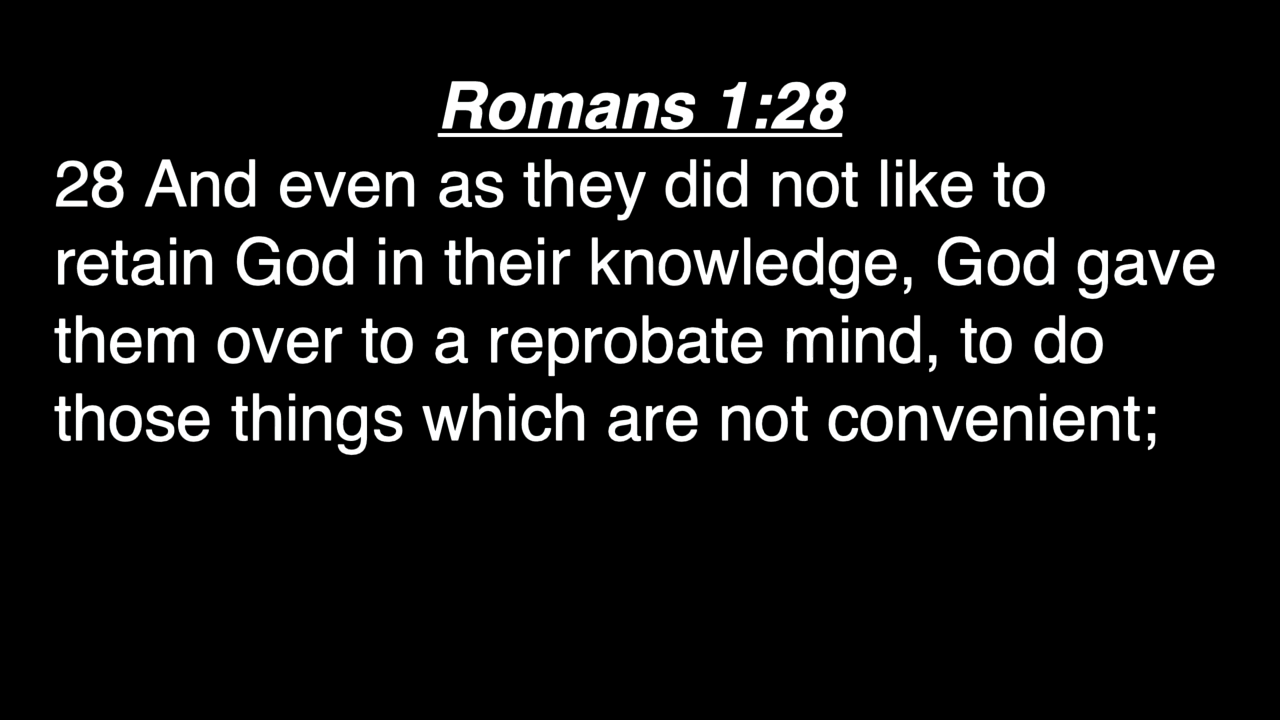 Romans 1:28
28 And even as they did not like to
retain God in their knowledge, God gave
them over to a reprobate mind, to do
those things which are not convenient;